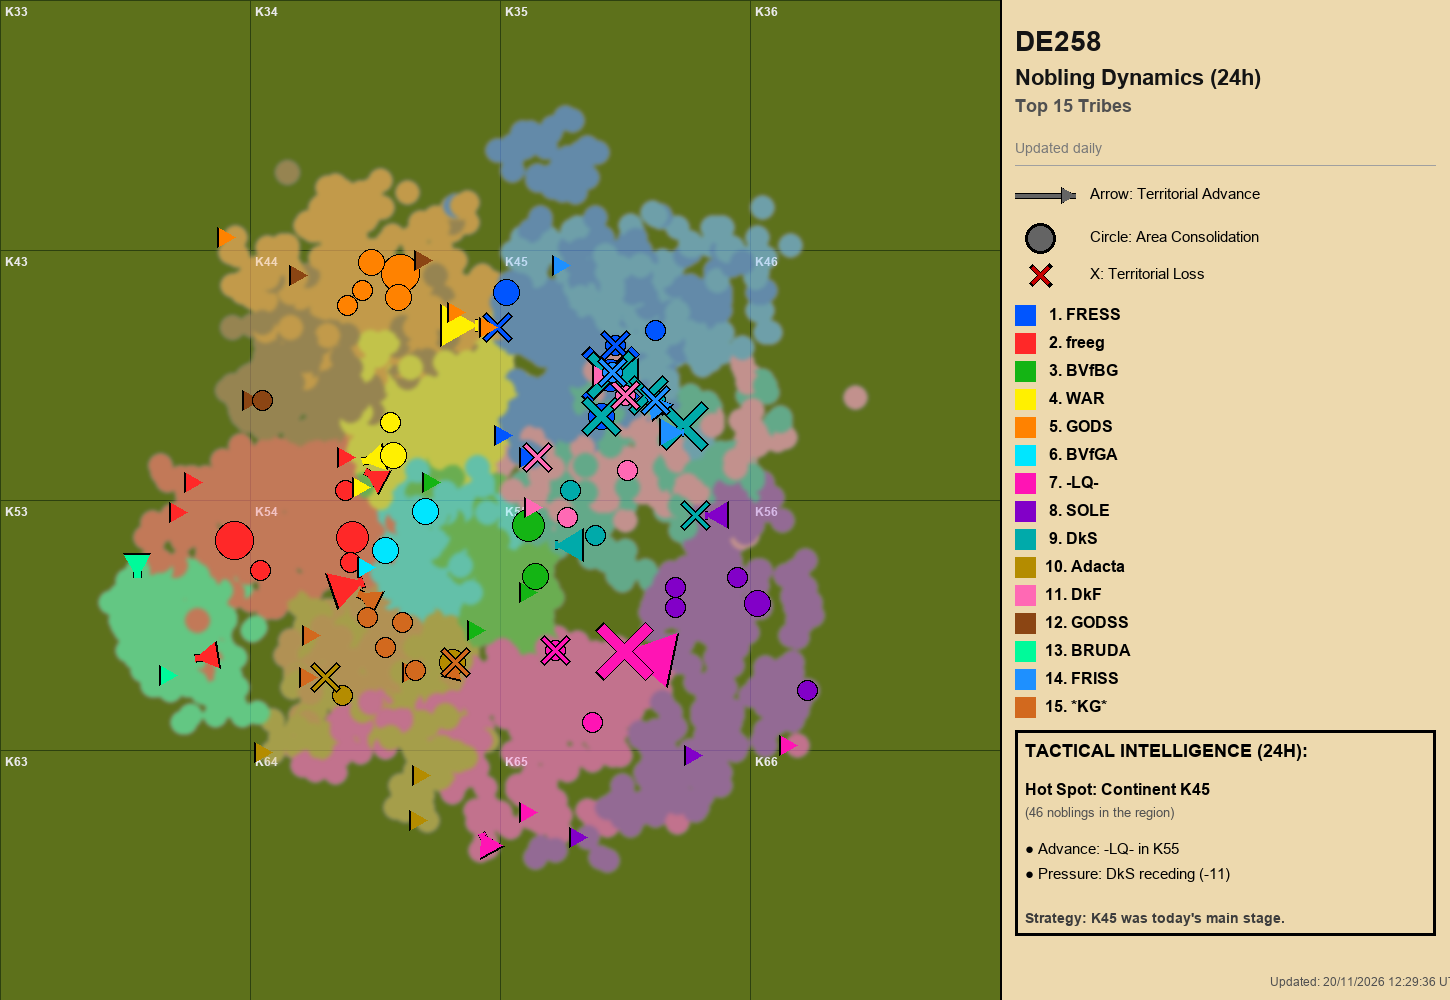 K33
K34
K35
K36
K43
K44
K45
K46
K53
K54
K56
K63
K64
K65
K66
DE258
Nobling Dynamics (24h)
Top 15 Tribes
Updated daily
Arrow: Territorial Advance
Circle: Area Consolidation
X: Territorial Loss
1. FRESS
2. freeg
3. BVfBG
4. WAR
5. GODS
6. BVfGA
7. -LQ-
8. SOLE
9. DkS
10. Adacta
11. DkF
12. GODSS
13. BRUDA
14. FRISS
15. *KG*
TACTICAL INTELLIGENCE (24H):
Hot Spot: Continent K45
(46 noblings in the region)
● Advance: -LQ- in K55
● Pressure: DkS receding (-11)
Strategy: K45 was today's main stage.
Updated: 20/11/2026 12:29:36 U